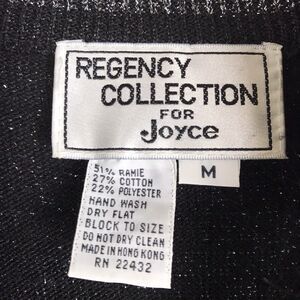 REGENCY
COLLECTION
FOR
Joyce
M
51% RAMIE
27% COTTON
22% POLYESTER
HAND WASH
DRY FLAT
BLOCK TO SIZE
DO NOT DRY CLEAN
MADE IN HONG KONG
RN 22432